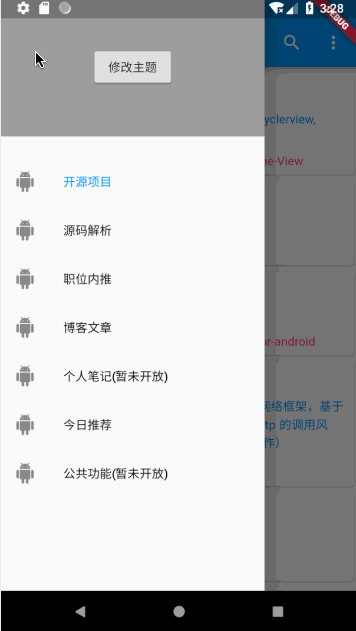 3:28
DEBUG
修改主题
yclerview,
ne-View
开源项目
源码解析
职位内推
or-android
博客文章
个人笔记(暂未开放)
网络框架，基于
ttp 的调用风
作）
今日推荐
公共功能(暂未开放)